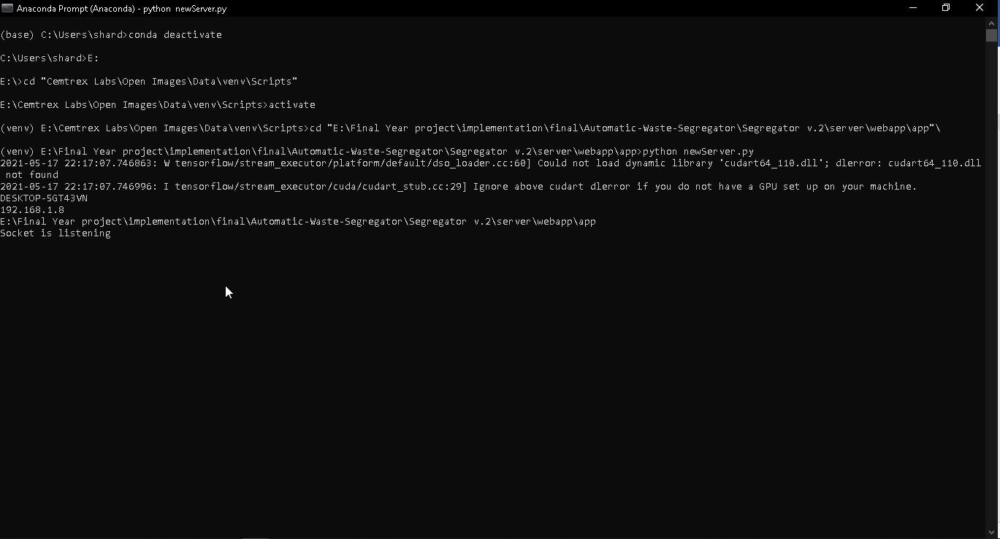 Anaconda Prompt (Anaconda) - python newServer.py
(base) C:\Users\shard>conda deactivate
C:\Users\shard>E:
E:\>cd "Cemtrex Labs\Open Images\Data\venv\Scripts"
E:\Cemtrex Labs\Open Images\Data\venv\Scripts>activate
(venv) E:\Cemtrex Labs\Open Images\Data\venv\Scripts>cd "E:\Final Year project\implementation\final\Automatic-Waste-Segregator\Segregator v.2\server\webapp\app"\
(venv) E:\Final Year project\implementation\final\Automatic-Waste-Segregator\Segregator v.2\server\webapp\app>python newServer.py
2021-05-17 22:17:07.746863: W tensorflow/stream_executor/platform/default/dso_loader.cc:60] Could not load dynamic library 'cudart64_110.dll'; dlerror: cudart64_110.dll
not found
2021-05-17 22:17:07.746996: I tensorflow/stream_executor/cuda/cudart_stub.cc:29] Ignore above cudart dlerror if you do not have a GPU set up on your machine.
DESKTOP-5GT43VN
192.168.1.8
E:\Final Year project\implementation\final\Automatic-Waste-Segregator\Segregator v.2\server\webapp\app
Socket is listening